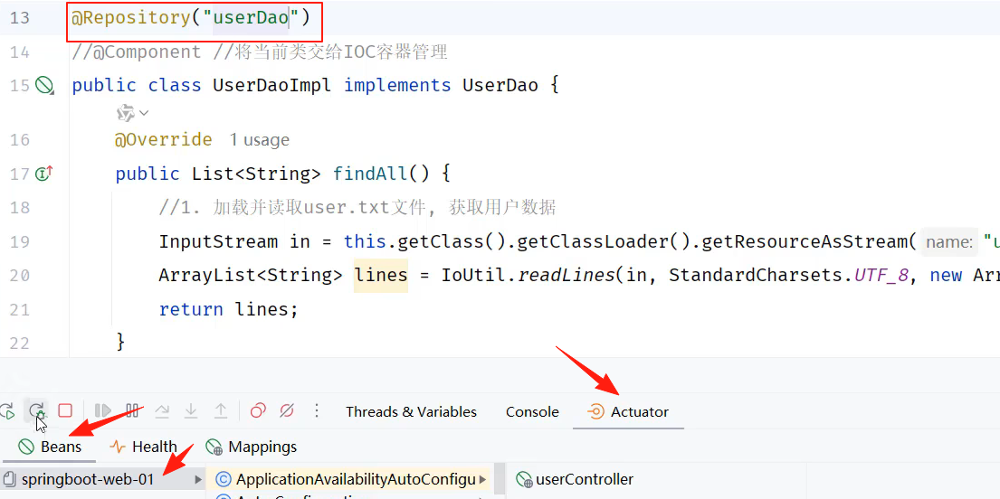 13 @Repository("userDao")
14 //@Component //将当前类交给IOC容器管理
15 public class UserDaoImpl implements UserDao {
16 @Override 1 usage
17 public List<String> findAll() {
18 //1. 加载并读取user.txt文件, 获取用户数据
19 InputStream in = this.getClass().getClassLoader().getResourceAsStream( name: "u
20 ArrayList<String> lines = IoUtil.readLines(in, StandardCharsets.UTF_8, new Arr
21 return lines;
22 }
Threads & Variables Console Actuator
Beans Health Mappings
springboot-web-01 ApplicationAvailabilityAutoConfigu userController